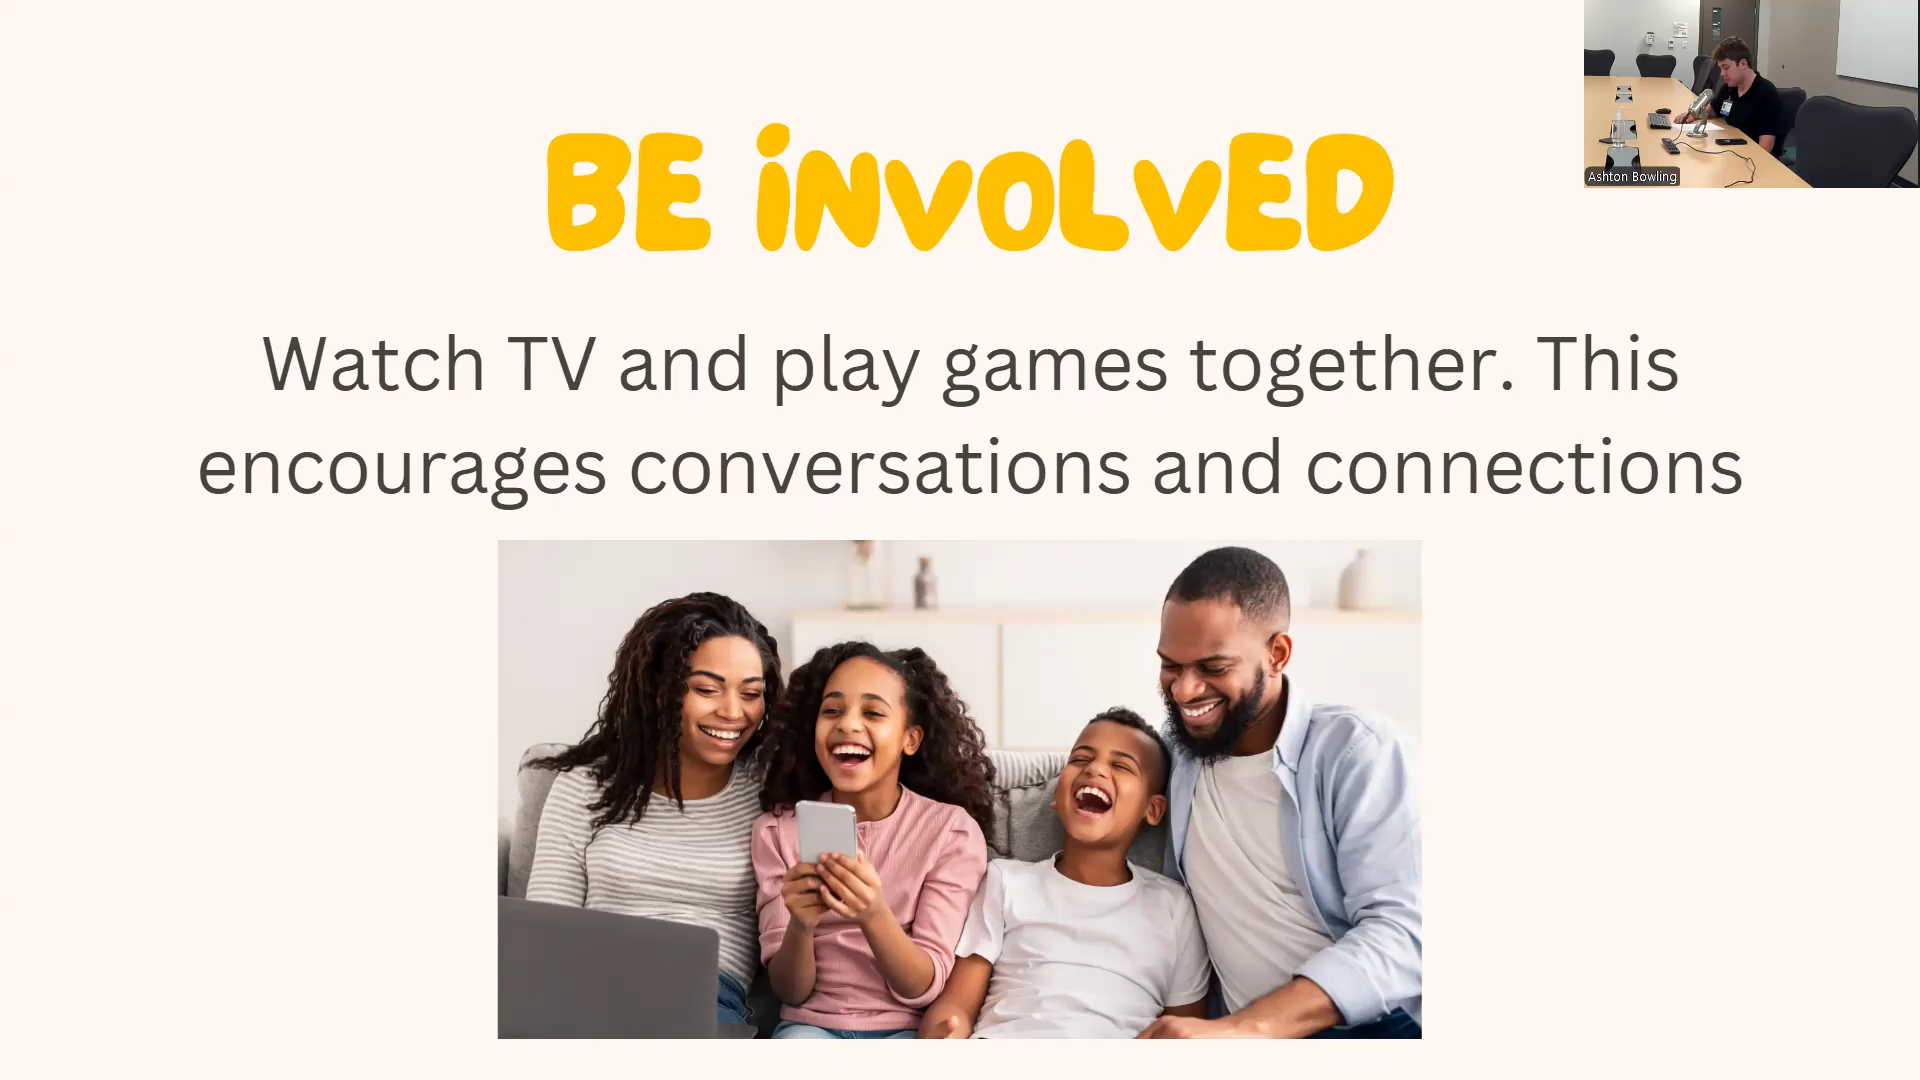 BE iNVOLVED
Watch TV and play games together. This
encourages conversations and connections
Ashton Bowling